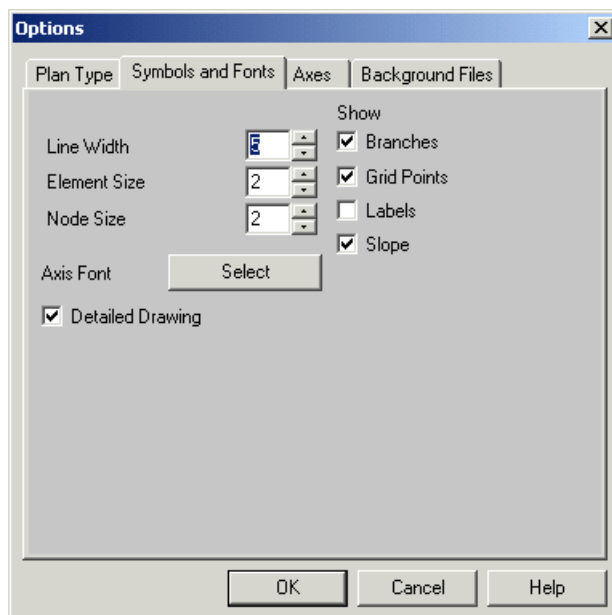 Options
Plan Type Symbols and Fonts Axes Background Files
Show
Line Width 5 Branches
Element Size 2 Grid Points
Node Size 2 Labels
Slope
Axis Font Select
Detailed Drawing
OK Cancel Help